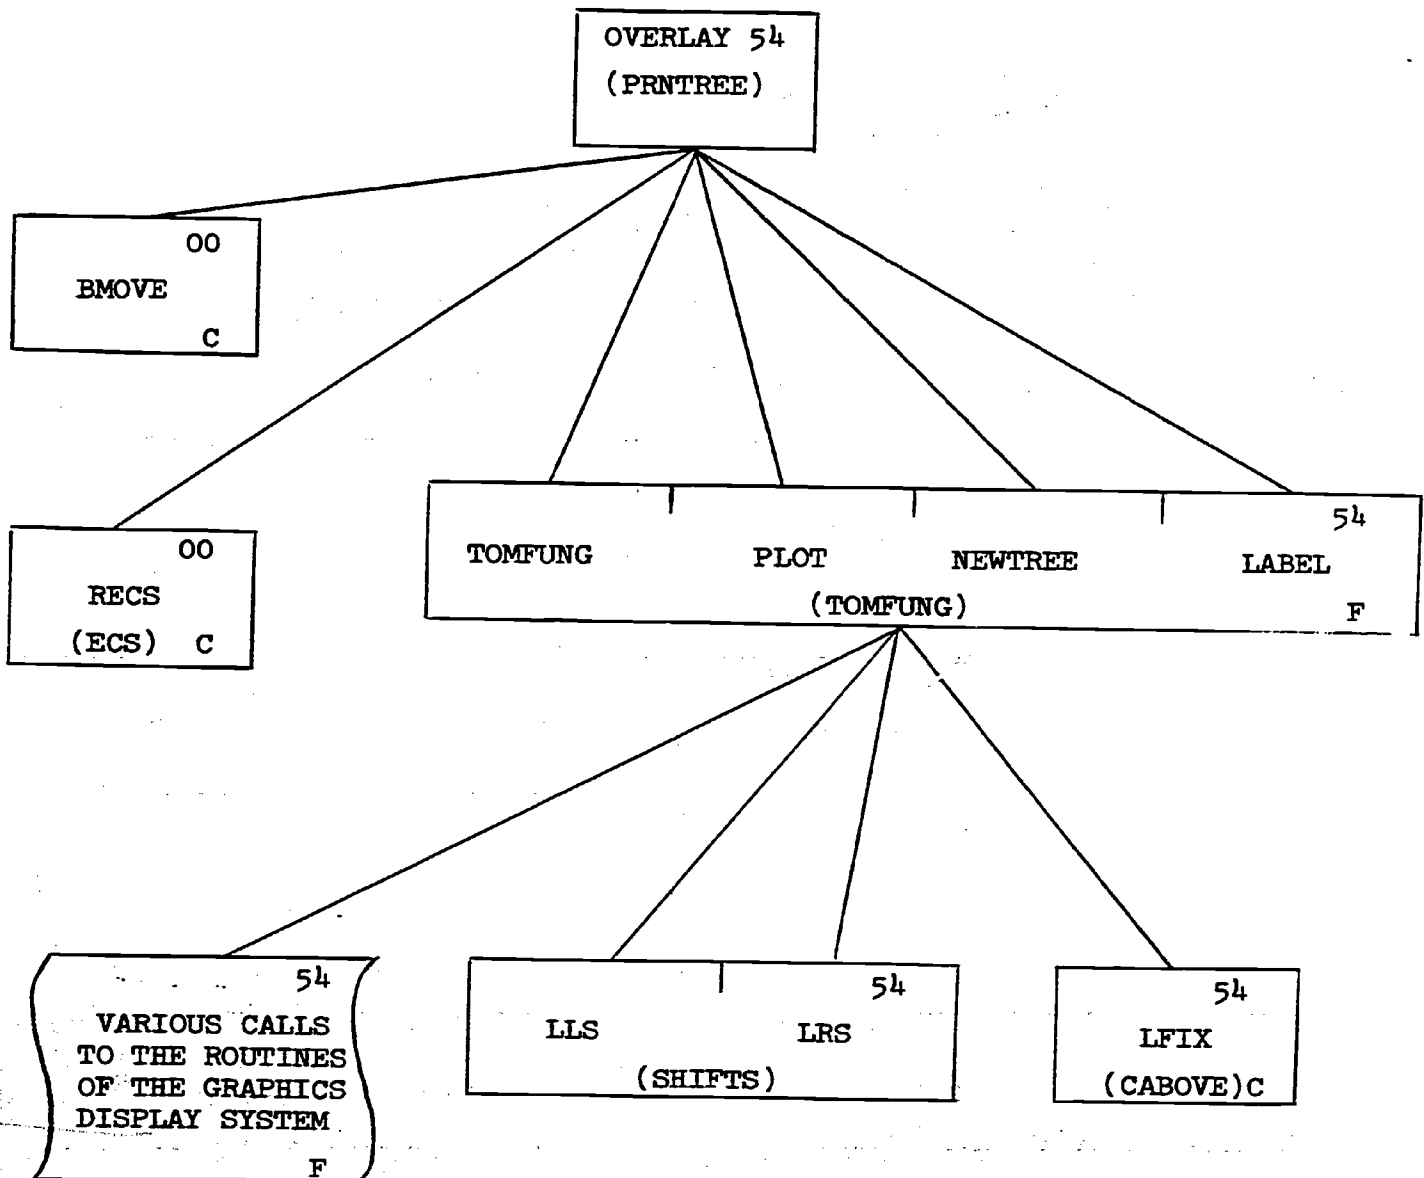 OVERLAY 54
(PRNTREE)
00
BMOVE
C
00
RECS
(ECS) C
54
TOMFUNG PLOT NEWTREE LABEL
(TOMFUNG)
F
54
VARIOUS CALLS
TO THE ROUTINES
OF THE GRAPHICS
DISPLAY SYSTEM
F
54
LLS LRS
(SHIFTS)
54
LFIX
(CABOVE)C